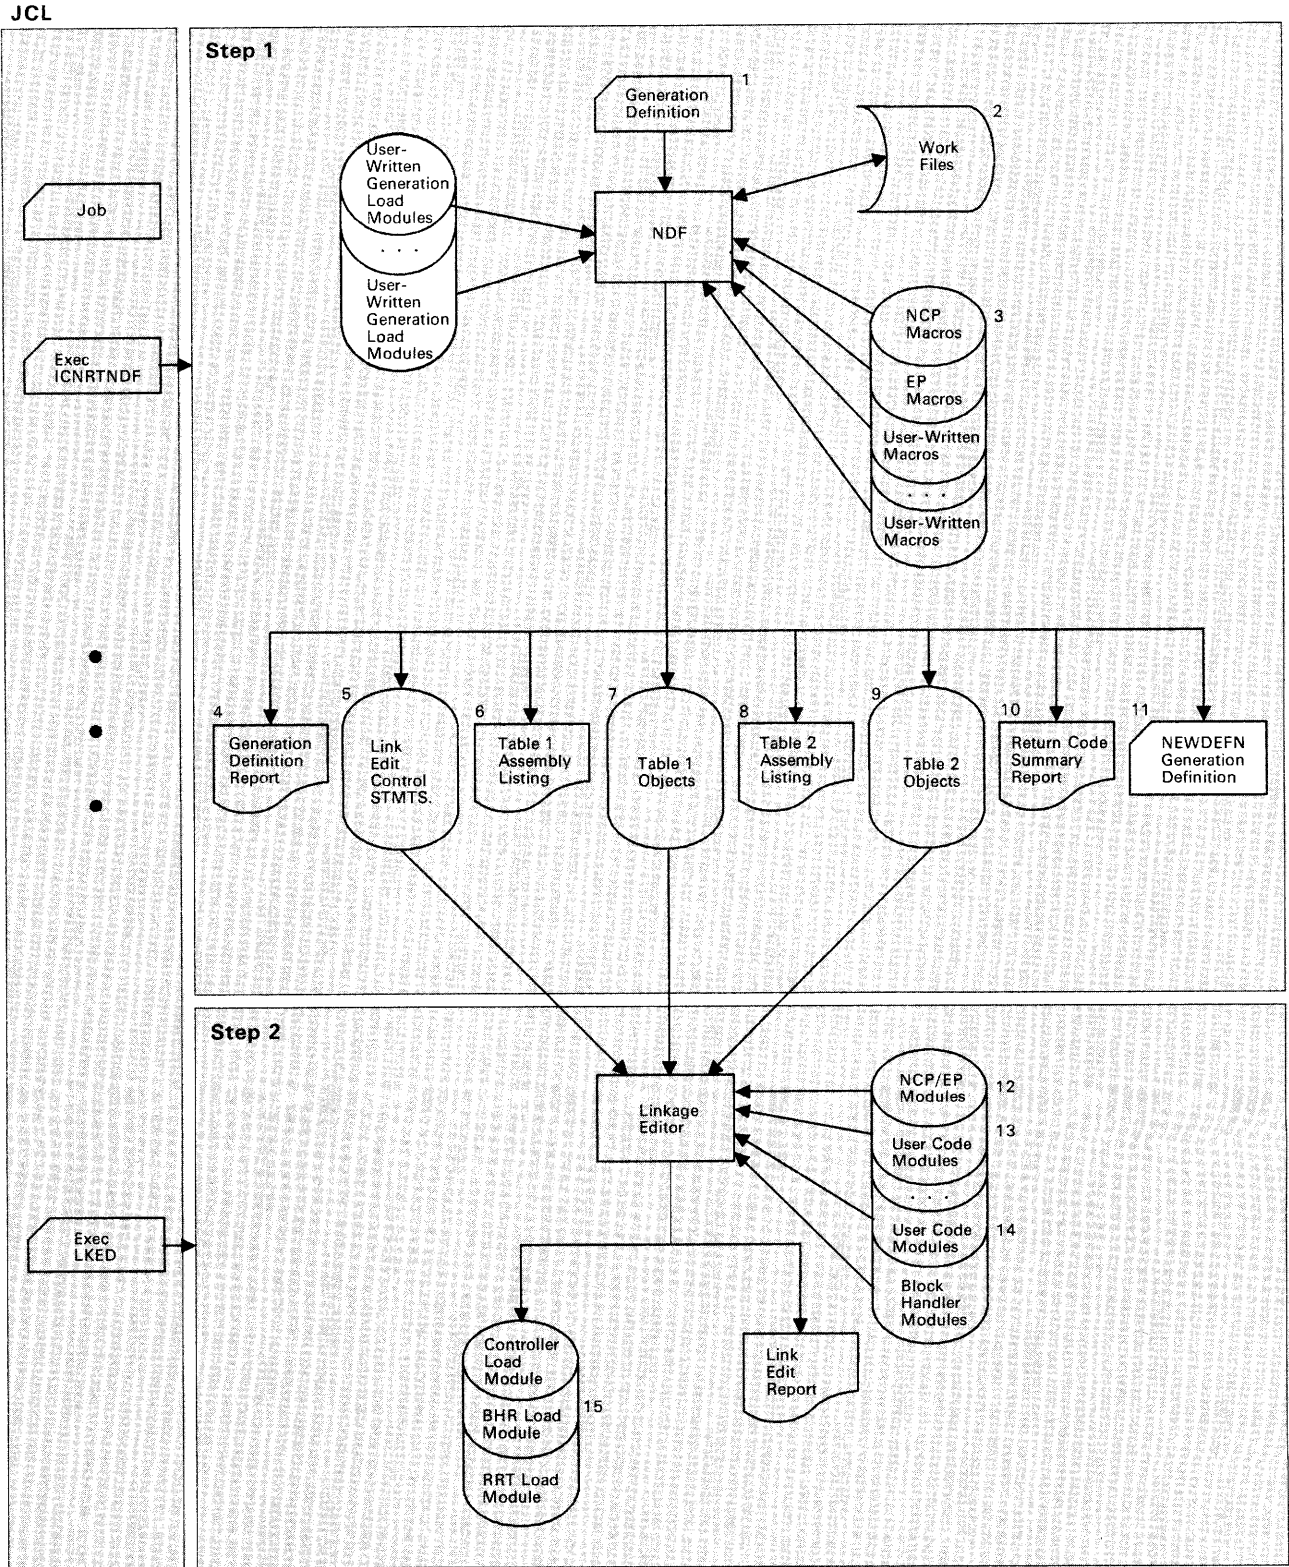 JCL
Step 1
1
Generation
Definition
2
Work
Files
User-
Written
Generation
Load
Modules
. . .
User-
Written
Generation
Load
Modules
Job
NDF
3
NCP
Macros
EP
Macros
User-Written
Macros
. . .
User-Written
Macros
Exec
ICNRTNDF
4
Generation
Definition
Report
5
Link
Edit
Control
STMTS.
6
Table 1
Assembly
Listing
7
Table 1
Objects
8
Table 2
Assembly
Listing
9
Table 2
Objects
10
Return Code
Summary
Report
11
NEWDEFN
Generation
Definition
Step 2
Linkage
Editor
NCP/EP
Modules
12
User Code
Modules
13
. . .
User Code
Modules
14
Block
Handler
Modules
Exec
LKED
Controller
Load
Module
BHR Load
Module
15
RRT Load
Module
Link
Edit
Report